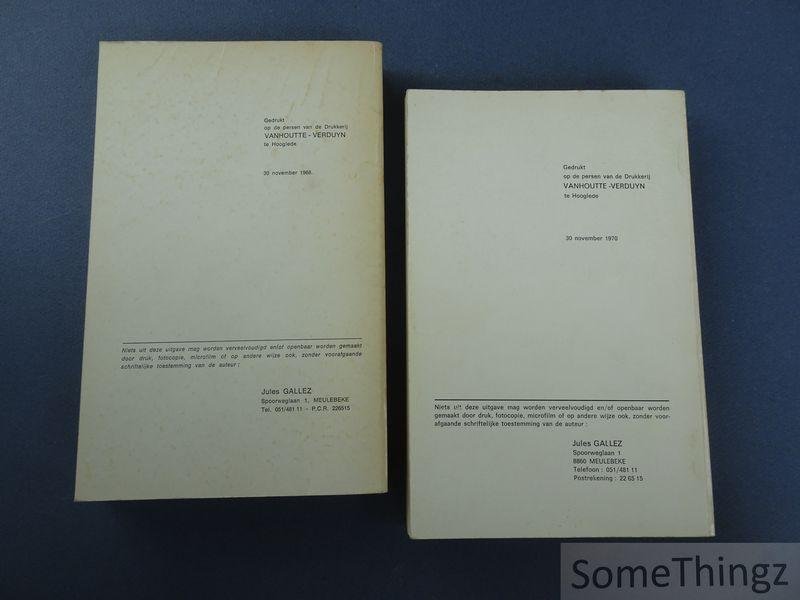 Gedrukt
op de persen van de Drukkerij
VANHOUTTE - VERDUYN
te Hooglede
30 november 1968.
Niets uit deze uitgave mag worden verveelvoudigd en/of openbaar worden gemaakt
door druk, fotocopie, microfilm of op andere wijze ook, zonder voorafgaande
schriftelijke toestemming van de auteur :
Jules GALLEZ
Spoorweglaan 1, MEULEBEKE
Tel. 051/481 11 - P.C.R. 226515
Gedrukt
op de persen van de Drukkerij
VANHOUTTE -VERDUYN
te Hooglede
30 november 1970
Niets uit deze uitgave mag worden verveelvoudigd en/of openbaar worden
gemaakt door druk, fotocopie, microfilm of op andere wijze ook, zonder voor-
afgaande schriftelijke toestemming van de auteur :
Jules GALLEZ
Spoorweglaan 1
8860 MEULEBEKE
Telefoon : 051/481 11
Postrekening : 22 65 15
SomeThingz